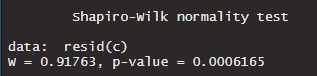 Shapiro-Wilk normality test
data:  resid(c)
W = 0.91763, p-value = 0.0006165